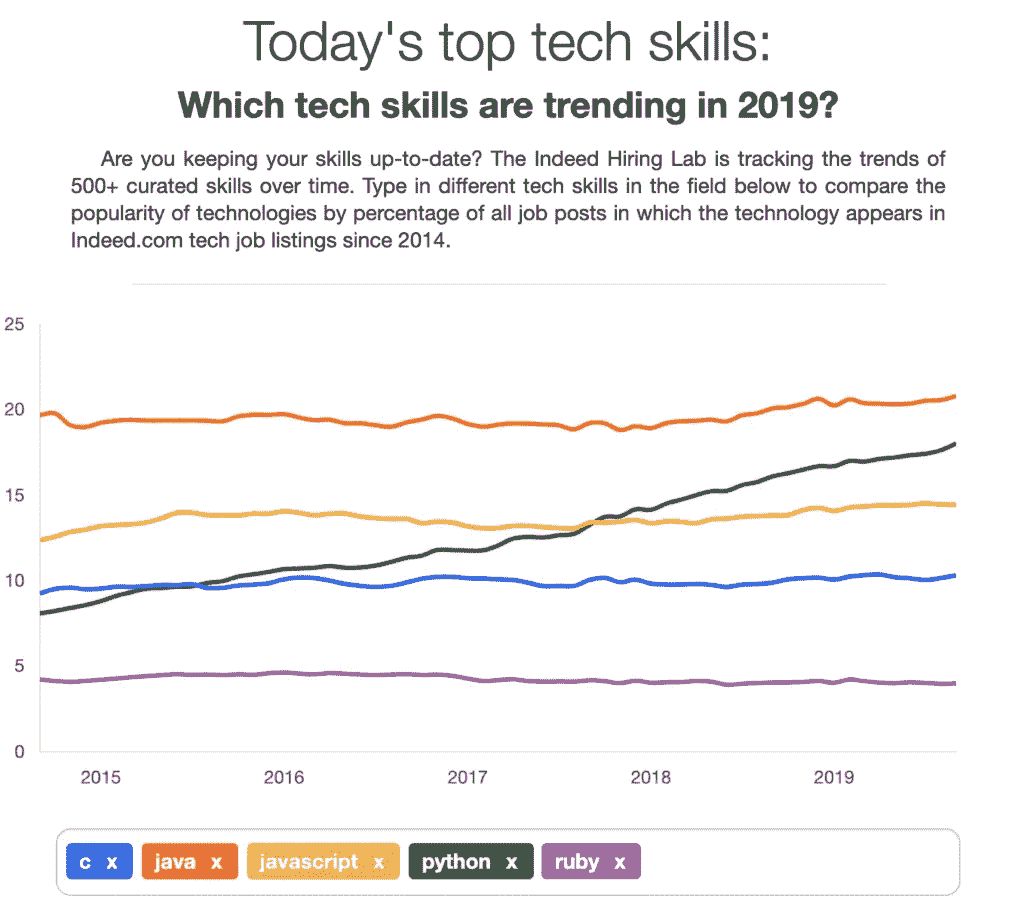 Today's top tech skills:
Which tech skills are trending in 2019?
Are you keeping your skills up-to-date? The Indeed Hiring Lab is tracking the trends of
500+ curated skills over time. Type in different tech skills in the field below to compare the
popularity of technologies by percentage of all job posts in which the technology appears in
Indeed.com tech job listings since 2014.
25
20
15
10
5
0
2015 2016 2017 2018 2019
c x java x javascript x python x ruby x